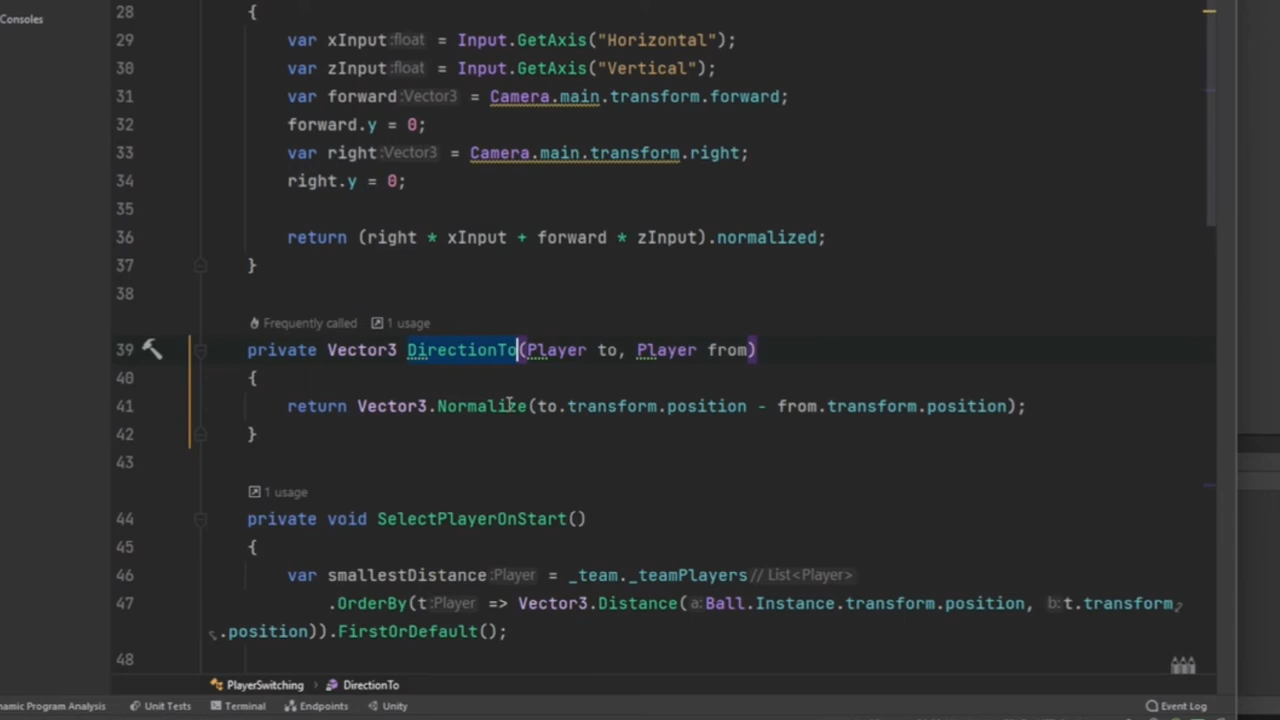 Consoles
28 {
29 var xInput :float = Input.GetAxis("Horizontal");
30 var zInput :float = Input.GetAxis("Vertical");
31 var forward :Vector3 = Camera.main.transform.forward;
32 forward.y = 0;
33 var right :Vector3 = Camera.main.transform.right;
34 right.y = 0;
35
36 return (right * xInput + forward * zInput).normalized;
37 }
38
Frequently called 1 usage
39 private Vector3 DirectionTo(Player to, Player from)
40 {
41 return Vector3.Normalize(to.transform.position - from.transform.position);
42 }
43
1 usage
44 private void SelectPlayerOnStart()
45 {
46 var smallestDistance :Player = _team._teamPlayers // List<Player>
47 .OrderBy(t :Player => Vector3.Distance( a: Ball.Instance.transform.position, b: t.transform
.position)).FirstOrDefault();
48
PlayerSwitching > DirectionTo
namic Program Analysis Unit Tests Terminal Endpoints Unity Event Log